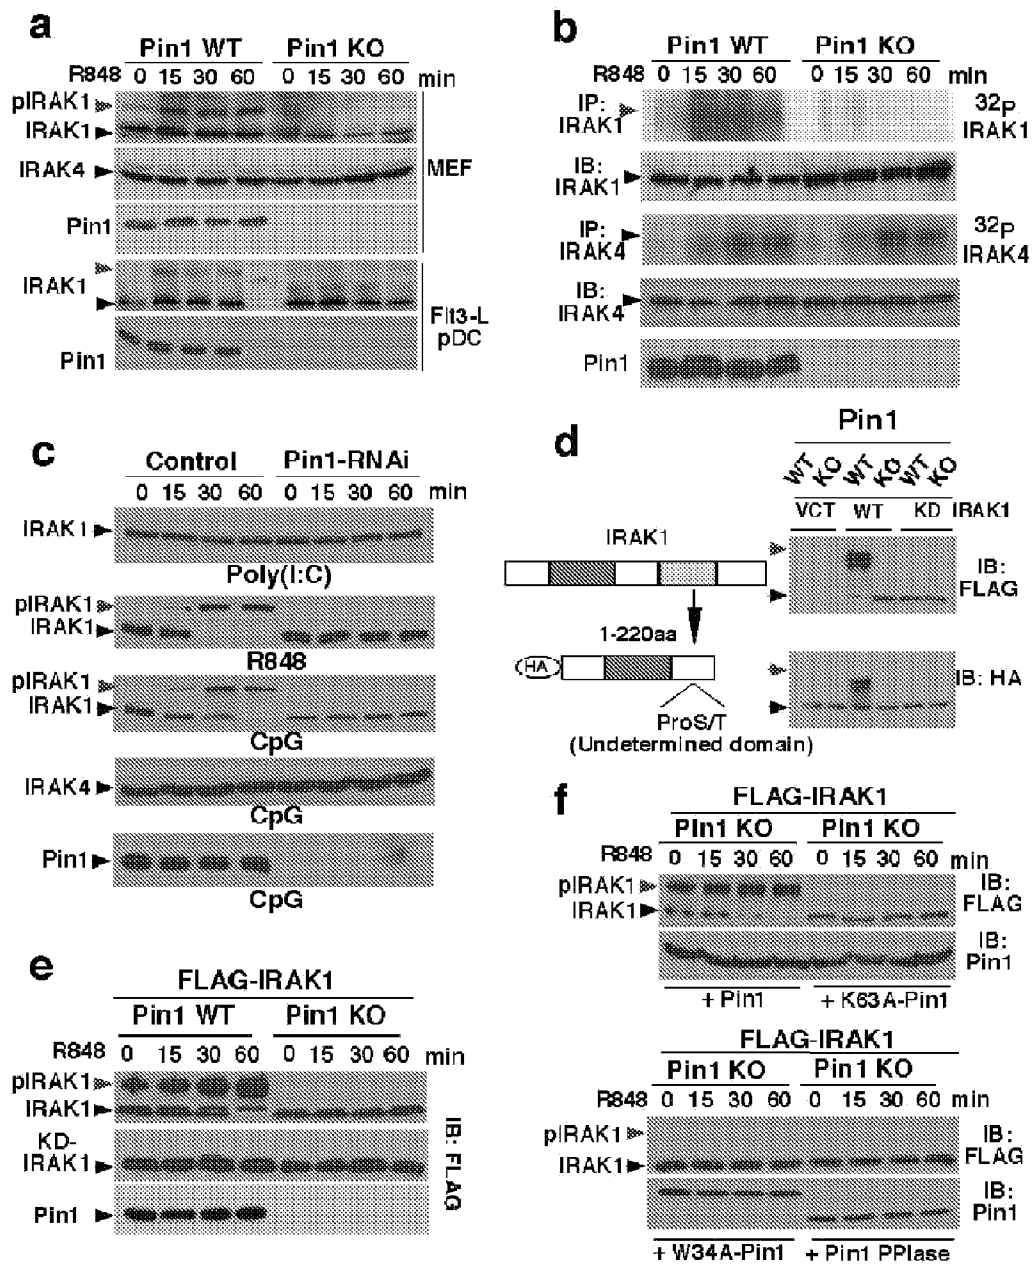 a
Pin1 WT Pin1 KO
R848 0 15 30 60 0 15 30 60 min
pIRAK1
IRAK1
IRAK4
MEF
Pin1
IRAK1
Flt3-L
pDC
Pin1
b
Pin1 WT Pin1 KO
R848 0 15 30 60 0 15 30 60 min
IP:
IRAK1
32P
IRAK1
IB:
IRAK1
IP:
IRAK4
32P
IRAK4
IB:
IRAK4
Pin1
c
Control Pin1-RNAi
0 15 30 60 0 15 30 60 min
IRAK1
Poly(I:C)
pIRAK1
IRAK1
R848
pIRAK1
IRAK1
CpG
IRAK4
CpG
Pin1
CpG
d
Pin1
WT KO WT KO WT KO
VCT WT KD IRAK1
IRAK1
IB:
FLAG
1-220aa
HA
IB: HA
ProS/T
(Undetermined domain)
e
FLAG-IRAK1
Pin1 WT Pin1 KO
R848 0 15 30 60 0 15 30 60 min
pIRAK1
IRAK1
KD-
IRAK1
IB: FLAG
Pin1
f
FLAG-IRAK1
Pin1 KO Pin1 KO
R848 0 15 30 60 0 15 30 60 min
pIRAK1
IRAK1
IB:
FLAG
IB:
Pin1
+ Pin1 + K63A-Pin1
FLAG-IRAK1
Pin1 KO Pin1 KO
R848 0 15 30 60 0 15 30 60 min
pIRAK1
IRAK1
IB:
FLAG
IB:
Pin1
+ W34A-Pin1 + Pin1 PPIase